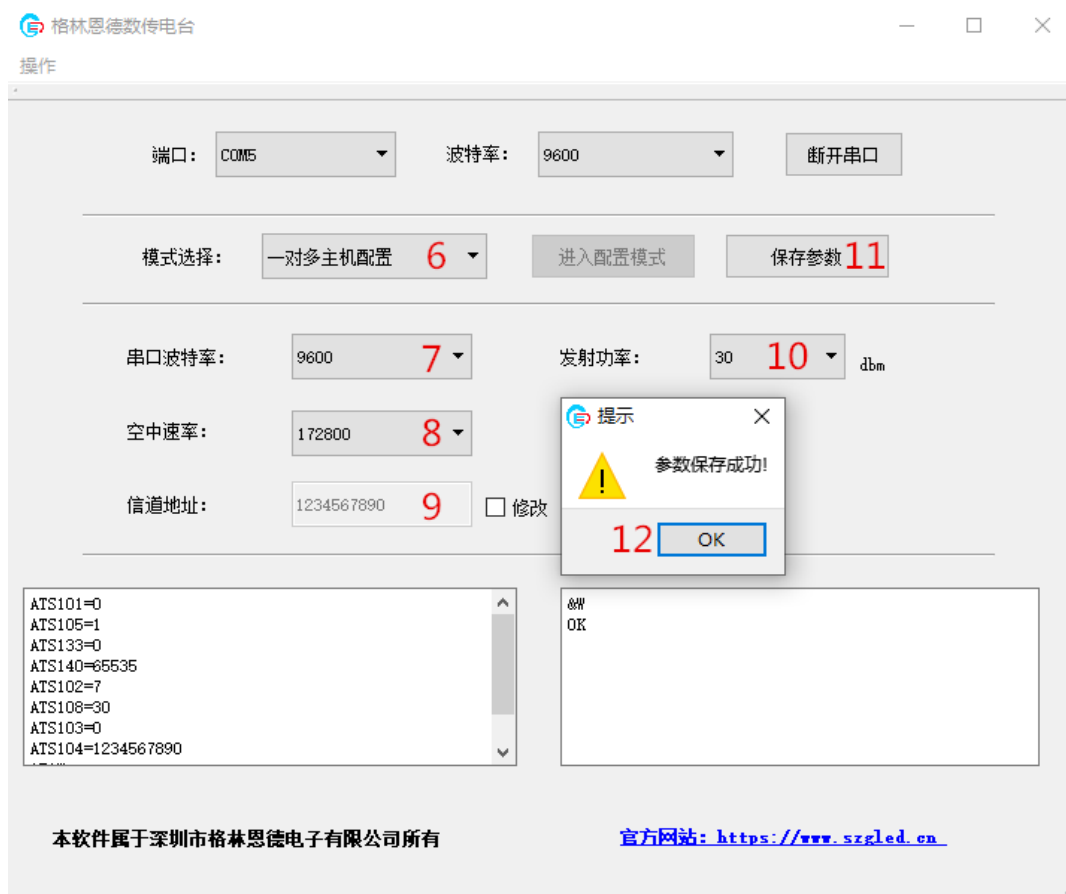 格林恩德数传电台
操作
端口： COM5 波特率： 9600 断开串口
模式选择： 一对多主机配置 6 进入配置模式 保存参数 11
串口波特率： 9600 7 发射功率： 30 10 dbm
空中速率： 172800 8
信道地址： 1234567890 9 修改
提示
参数保存成功!
12 OK
ATS101=0
ATS105=1
ATS133=0
ATS140=65535
ATS102=7
ATS108=30
ATS103=0
ATS104=1234567890
&W
OK
本软件属于深圳市格林恩德电子有限公司所有
官方网站：https://www.szgled.cn